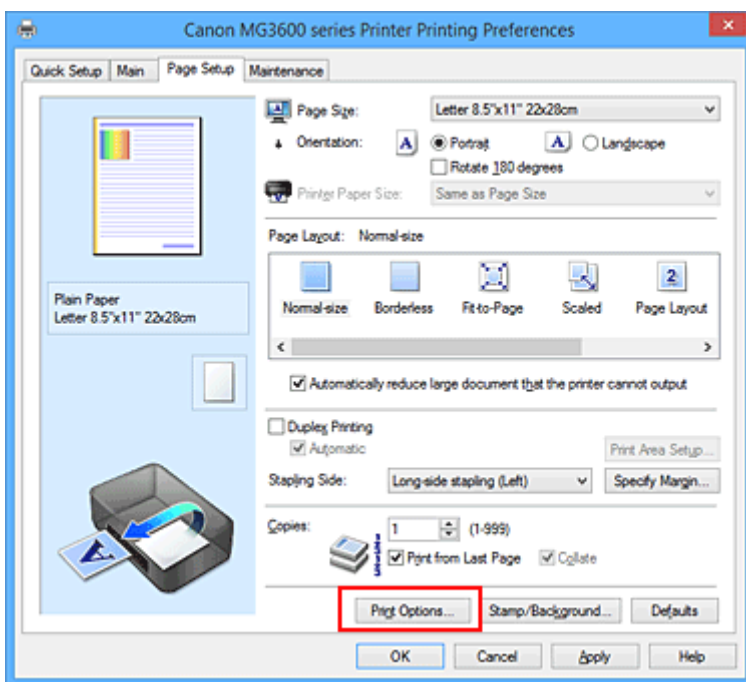 Canon MG3600 series Printer Printing Preferences
Quick Setup Main Page Setup Maintenance
Page Size: Letter 8.5"x11" 22x28cm
Orientation: A Portrait A Landscape
Rotate 180 degrees
Printer Paper Size: Same as Page Size
Page Layout: Normal-size
2
Normal-size Borderless Fit-to-Page Scaled Page Layout
Plain Paper
Letter 8.5"x11" 22x28cm
Automatically reduce large document that the printer cannot output
Duplex Printing
Automatic Print Area Setup...
Stapling Side: Long-side stapling (Left) Specify Margin...
Copies: 1 (1-999)
Print from Last Page Collate
A
Print Options... Stamp/Background... Defaults
OK Cancel Apply Help